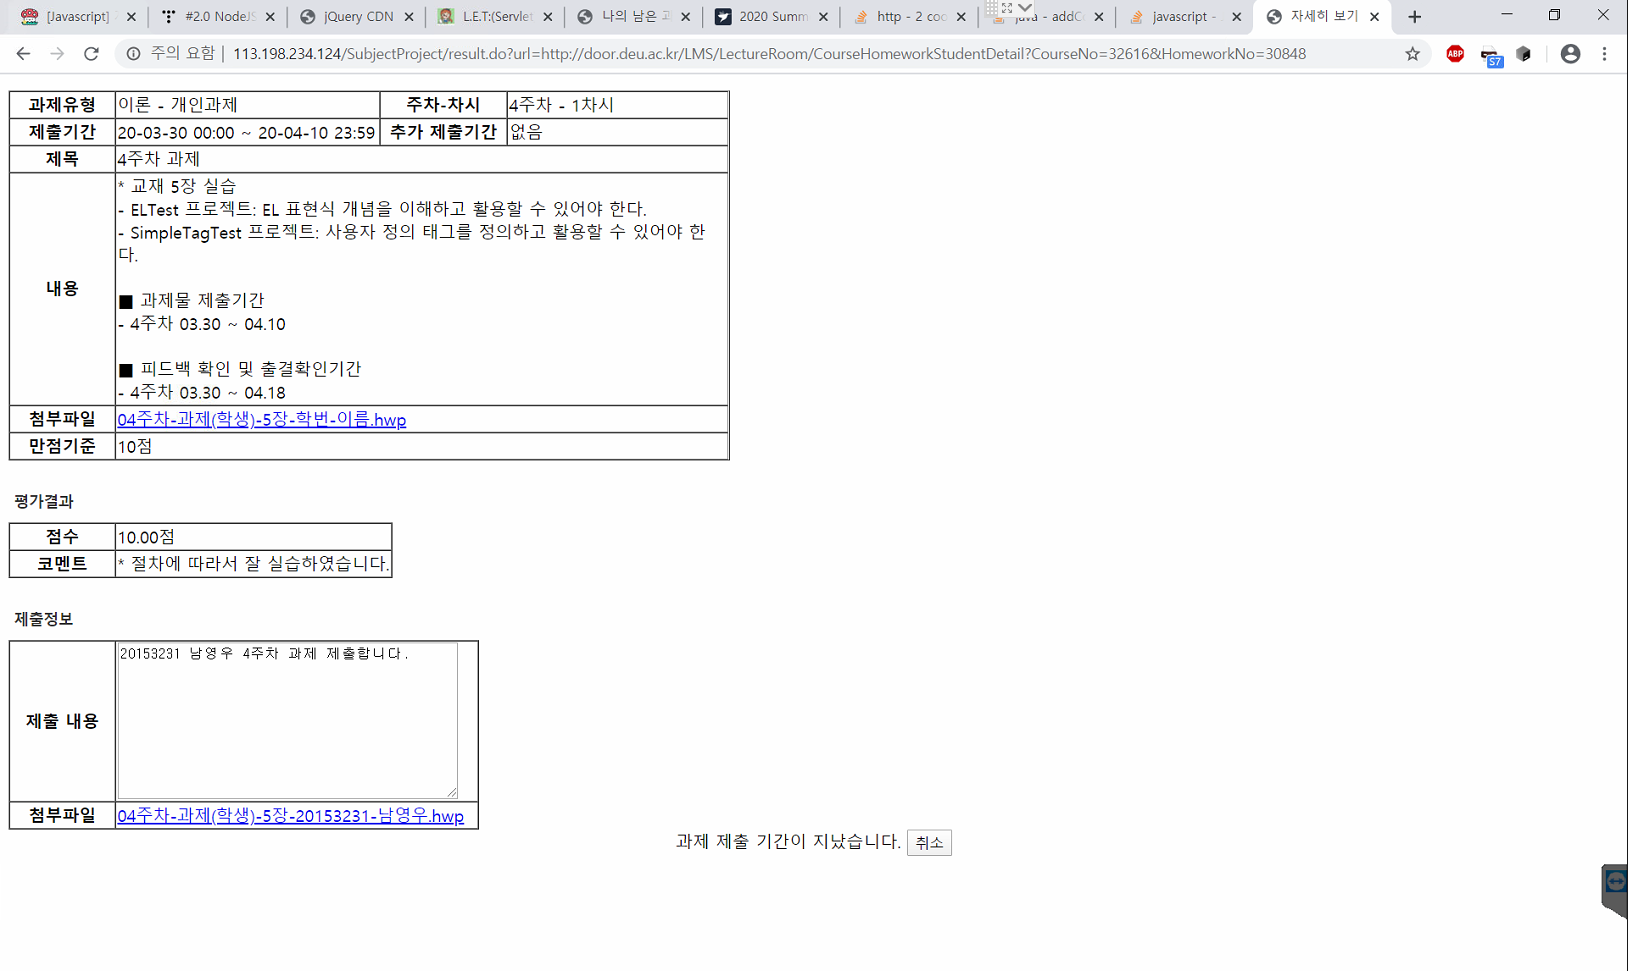 [Javascript]
#2.0 NodeJS
jQuery CDN
L.E.T:(Servlet
나의 남은 과
2020 Summ
http - 2 coo
java - addC
javascript -
자세히 보기
주의 요함 | 113.198.234.124/SubjectProject/result.do?url=http://door.deu.ac.kr/LMS/LectureRoom/CourseHomeworkStudentDetail?CourseNo=32616&HomeworkNo=30848
ABP
S7
과제유형 이론 - 개인과제 주차-차시 4주차 - 1차시
제출기간 20-03-30 00:00 ~ 20-04-10 23:59 추가 제출기간 없음
제목 4주차 과제
* 교재 5장 실습
- ELTest 프로젝트: EL 표현식 개념을 이해하고 활용할 수 있어야 한다.
- SimpleTagTest 프로젝트: 사용자 정의 태그를 정의하고 활용할 수 있어야 한
다.
내용
■ 과제물 제출기간
- 4주차 03.30 ~ 04.10
■ 피드백 확인 및 출결확인기간
- 4주차 03.30 ~ 04.18
첨부파일 04주차-과제(학생)-5장-학번-이름.hwp
만점기준 10점
평가결과
점수 10.00점
코멘트 * 절차에 따라서 잘 실습하였습니다.
제출정보
20153231 남영우 4주차 과제 제출합니다.
제출 내용
첨부파일 04주차-과제(학생)-5장-20153231-남영우.hwp
과제 제출 기간이 지났습니다. 취소